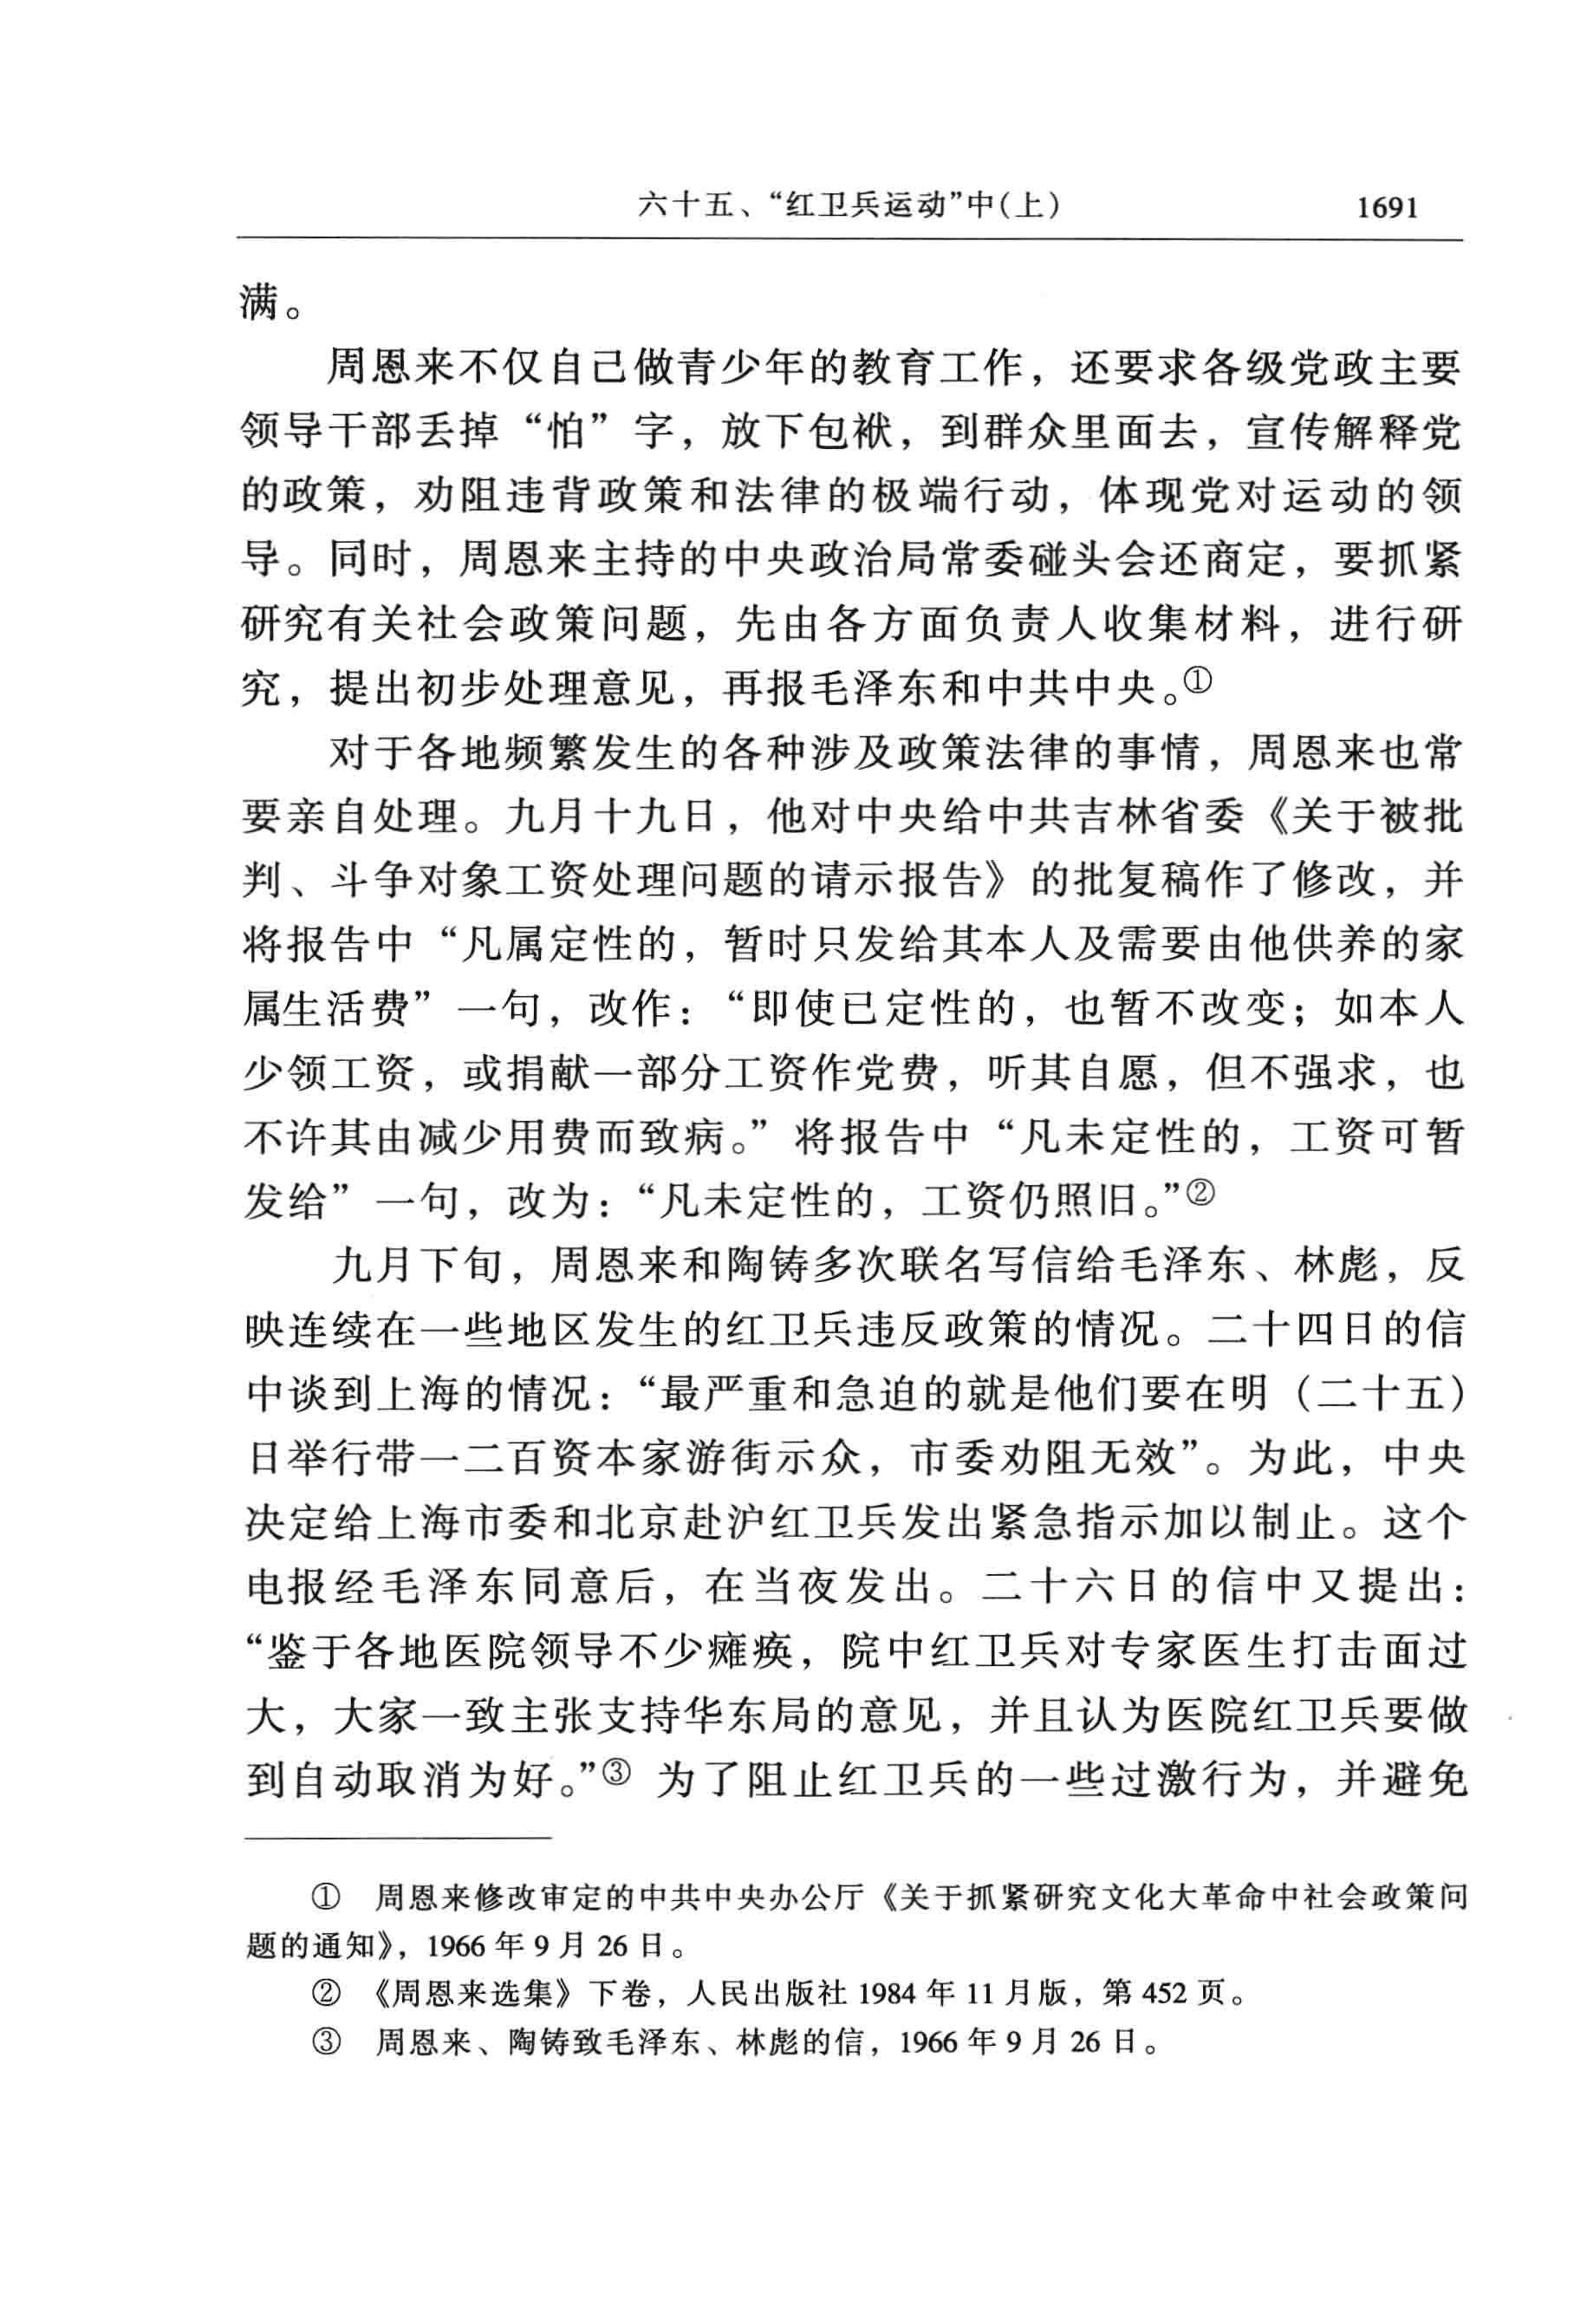 六十五、“红卫兵运动”中(上) 1691
满。
周恩来不仅自己做青少年的教育工作，还要求各级党政主要
领导干部丢掉“怕”字，放下包袱，到群众里面去，宣传解释党
的政策，劝阻违背政策和法律的极端行动，体现党对运动的领
导。同时，周恩来主持的中央政治局常委碰头会还商定，要抓紧
研究有关社会政策问题，先由各方面负责人收集材料，进行研
究，提出初步处理意见，再报毛泽东和中共中央。①
对于各地频繁发生的各种涉及政策法律的事情，周恩来也常
要亲自处理。九月十九日，他对中央给中共吉林省委《关于被批
判、斗争对象工资处理问题的请示报告》的批复稿作了修改，并
将报告中“凡属定性的，暂时只发给其本人及需要由他供养的家
属生活费”一句，改作：“即使已定性的，也暂不改变；如本人
少领工资，或捐献一部分工资作党费，听其自愿，但不强求，也
不许其由减少用费而致病。”将报告中“凡未定性的，工资可暂
发给”一句，改为：“凡未定性的，工资仍照旧。”②
九月下旬，周恩来和陶铸多次联名写信给毛泽东、林彪，反
映连续在一些地区发生的红卫兵违反政策的情况。二十四日的信
中谈到上海的情况：“最严重和急迫的就是他们要在明（二十五）
日举行带一二百资本家游街示众，市委劝阻无效”。为此，中央
决定给上海市委和北京赴沪红卫兵发出紧急指示加以制止。这个
电报经毛泽东同意后，在当夜发出。二十六日的信中又提出：
“鉴于各地医院领导不少瘫痪，院中红卫兵对专家医生打击面过
大，大家一致主张支持华东局的意见，并且认为医院红卫兵要做
到自动取消为好。”③ 为了阻止红卫兵的一些过激行为，并避免
① 周恩来修改审定的中共中央办公厅《关于抓紧研究文化大革命中社会政策问
题的通知》，1966 年 9 月 26 日。
② 《周恩来选集》下卷，人民出版社 1984 年 11 月版，第 452 页。
③ 周恩来、陶铸致毛泽东、林彪的信，1966 年 9 月 26 日。